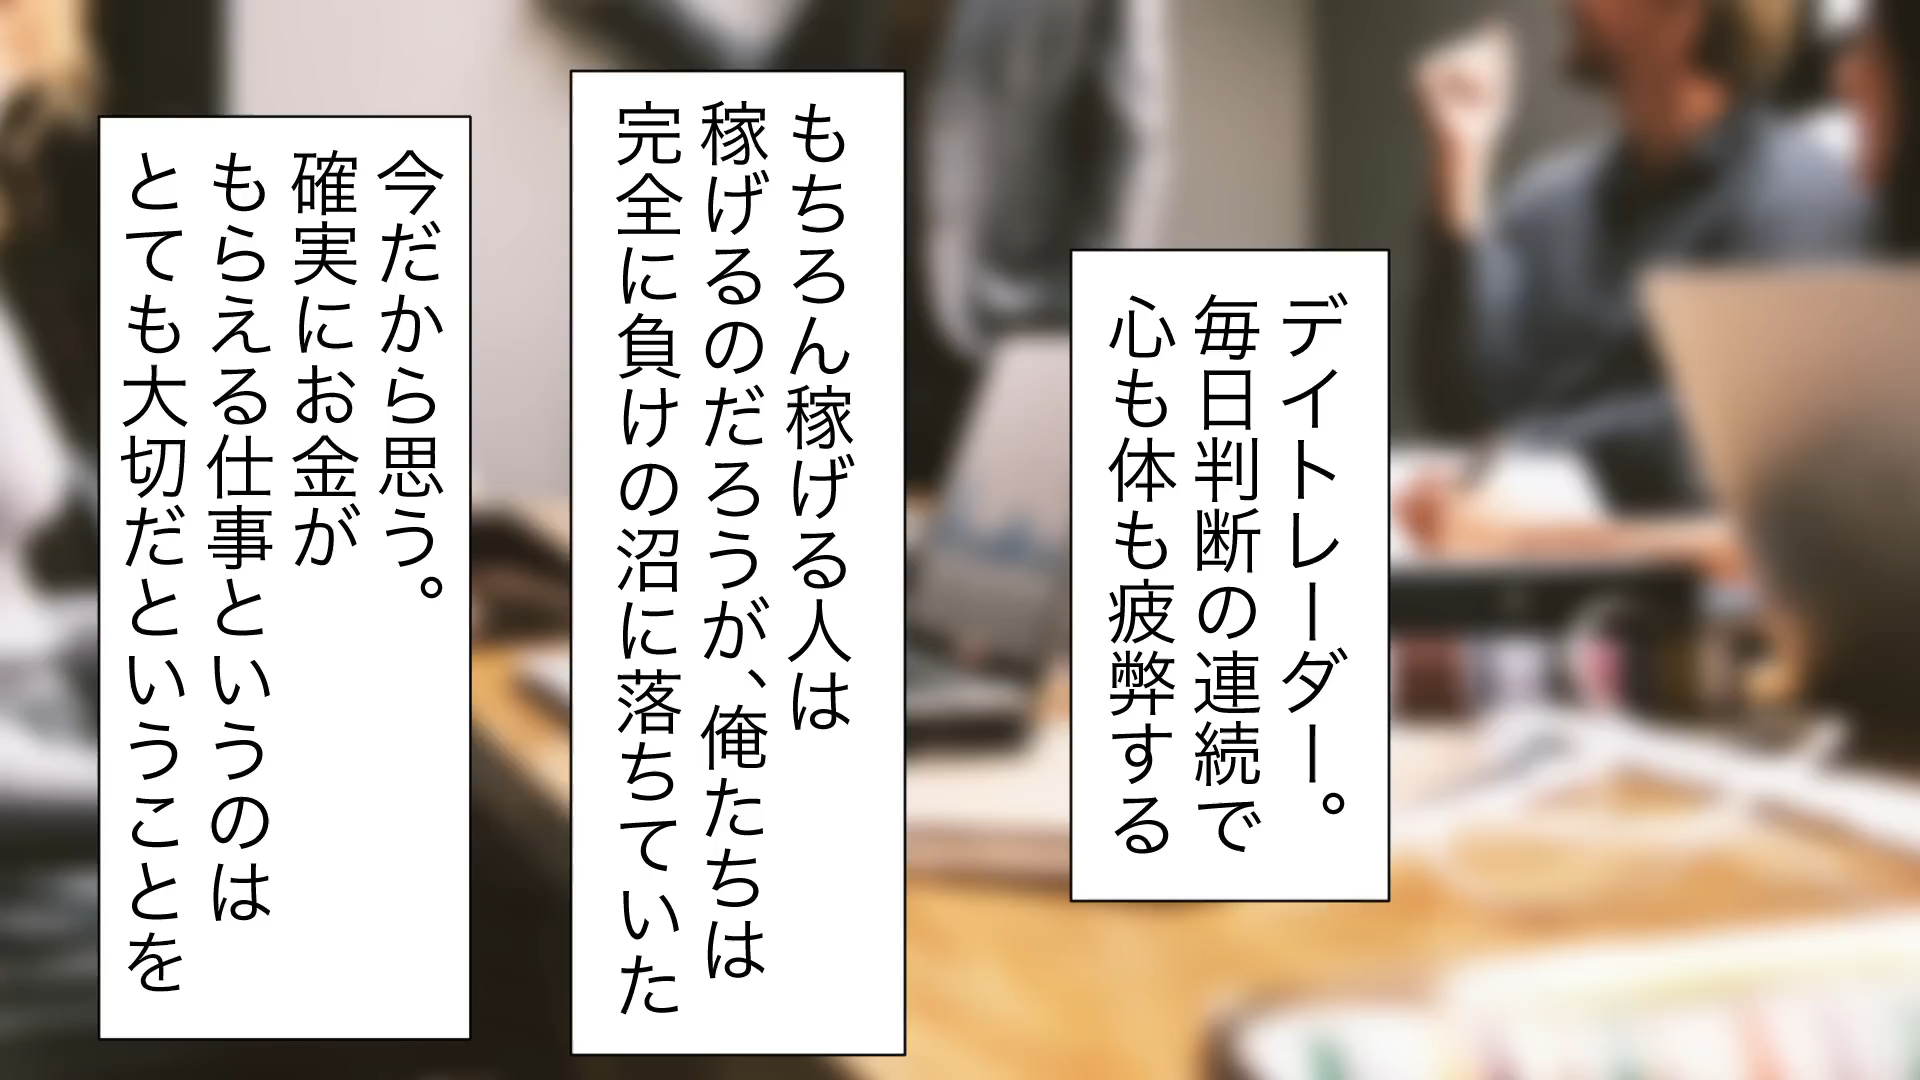 デイトレーダー。
毎日判断の連続で
心も体も疲弊する
もちろん稼げる人は
稼げるのだろうが、俺たちは
完全に負けの沼に落ちていた
今だから思う。
確実にお金が
もらえる仕事というのは
とても大切だということを